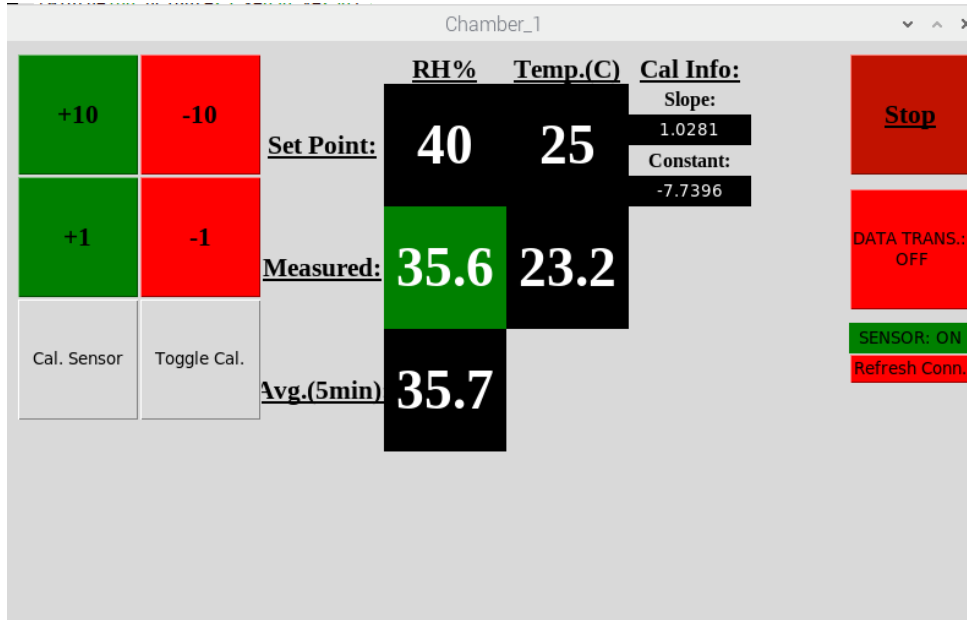 Chamber_1
RH%
Temp.(C)
Cal Info:
+10
-10
Set Point:
40
25
Slope:
1.0281
Constant:
-7.7396
Stop
+1
-1
Measured:
35.6
23.2
DATA TRANS.:
OFF
Cal. Sensor
Toggle Cal.
Avg.(5min)
35.7
SENSOR: ON
Refresh Conn.